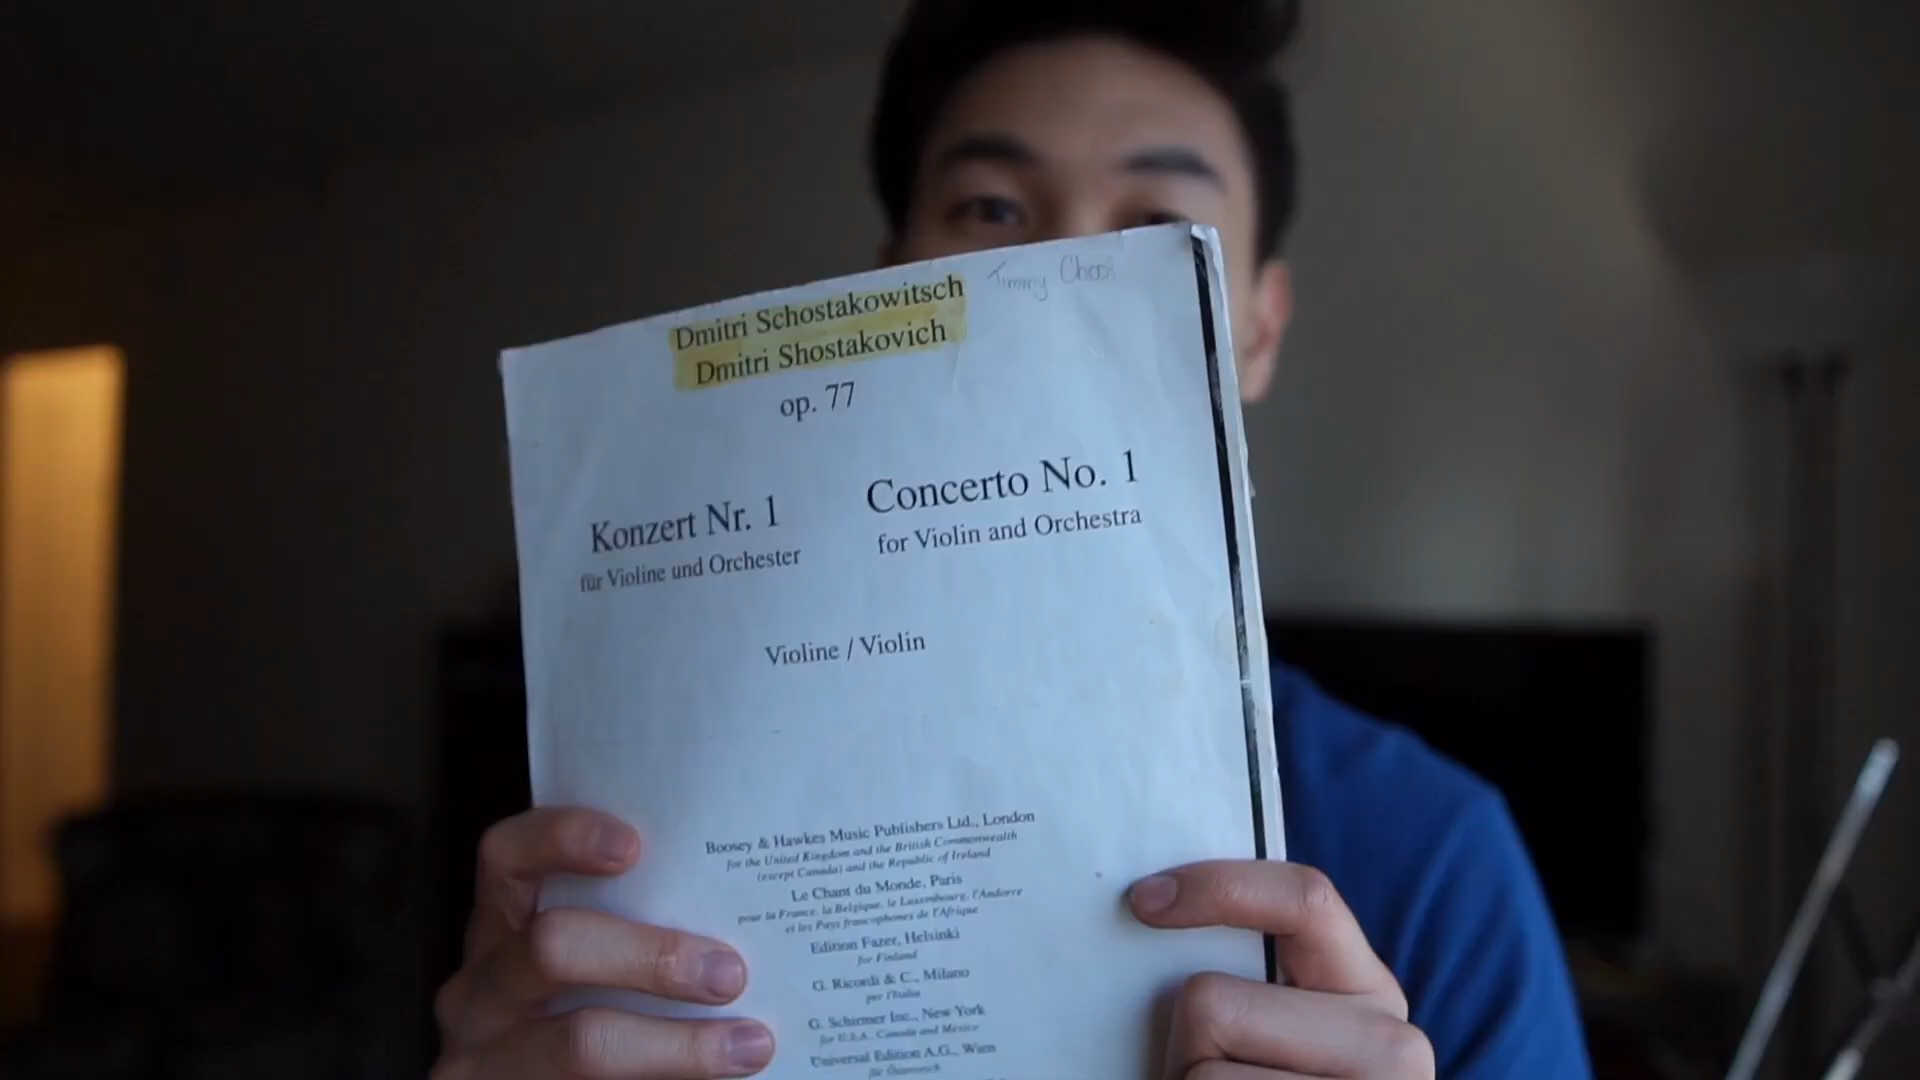 Timmy Chooi
Dmitri Schostakowitsch
Dmitri Shostakovich
op. 77
Konzert Nr. 1
für Violine und Orchester
Concerto No. 1
for Violin and Orchestra
Violine / Violin
Boosey & Hawkes Music Publishers Ltd., London
for the United Kingdom and the British Commonwealth
(except Canada) and the Republic of Ireland
Le Chant du Monde, Paris
pour la France, la Belgique, le Luxembourg, l'Andorre
et les Pays francophones de l'Afrique
Edition Fazer, Helsinki
for Finland
G. Ricordi & C., Milano
per l'Italia
G. Schirmer Inc., New York
for U.S.A., Canada and Mexico
Universal Edition A.G., Wien
für Österreich